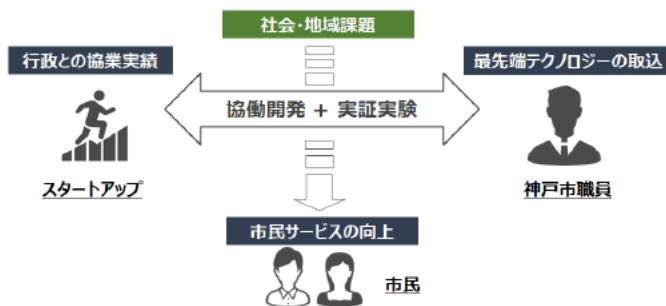 社会・地域課題
行政との協業実績
最先端テクノロジーの取込
協働開発 + 実証実験
スタートアップ
神戸市職員
市民サービスの向上
市民